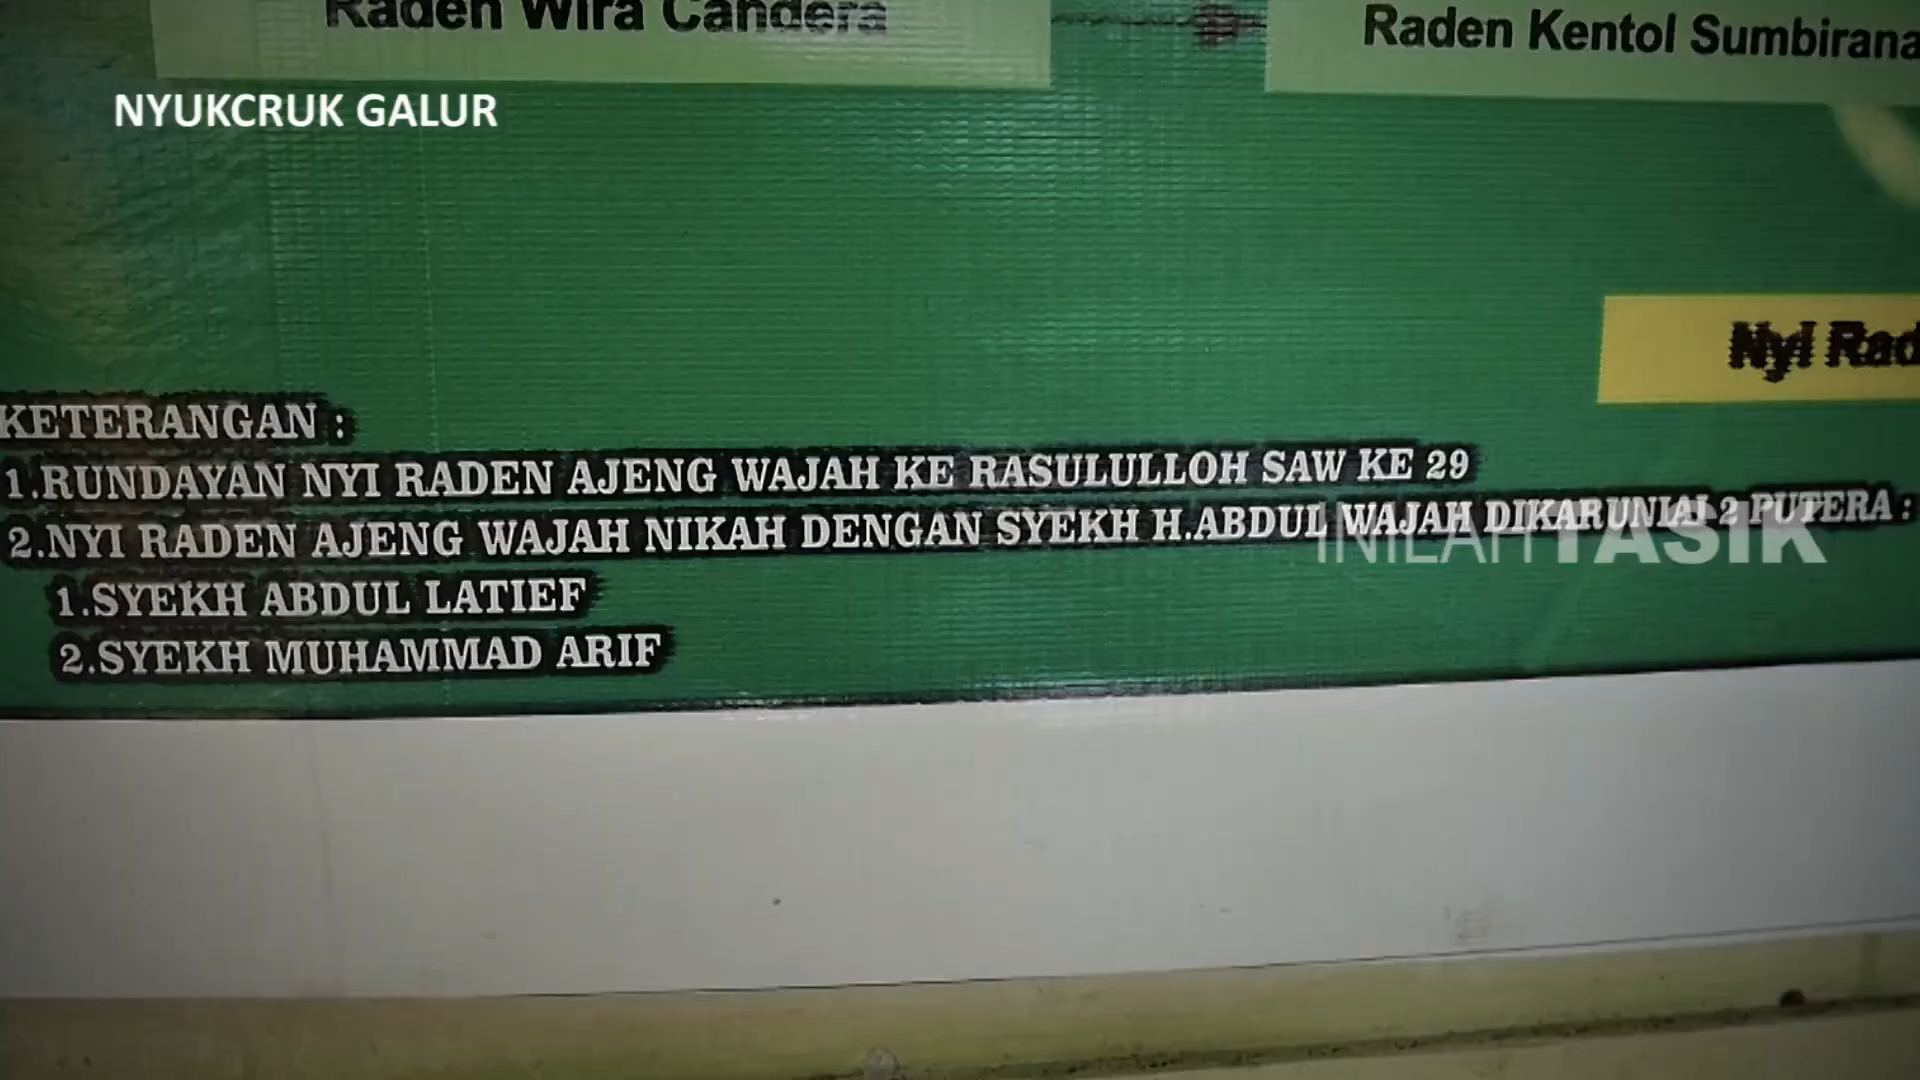 Raden Wira Candera
Raden Kentol Sumbirana
NYUKCRUK GALUR
Nyi Rad
KETERANGAN :
1.RUNDAYAN NYI RADEN AJENG WAJAH KE RASULULLOH SAW KE 29
2.NYI RADEN AJENG WAJAH NIKAH DENGAN SYEKH H.ABDUL WAJAH DIKARUNIAI 2 PUTERA :
INILAHTASIK
1.SYEKH ABDUL LATIEF
2.SYEKH MUHAMMAD ARIF